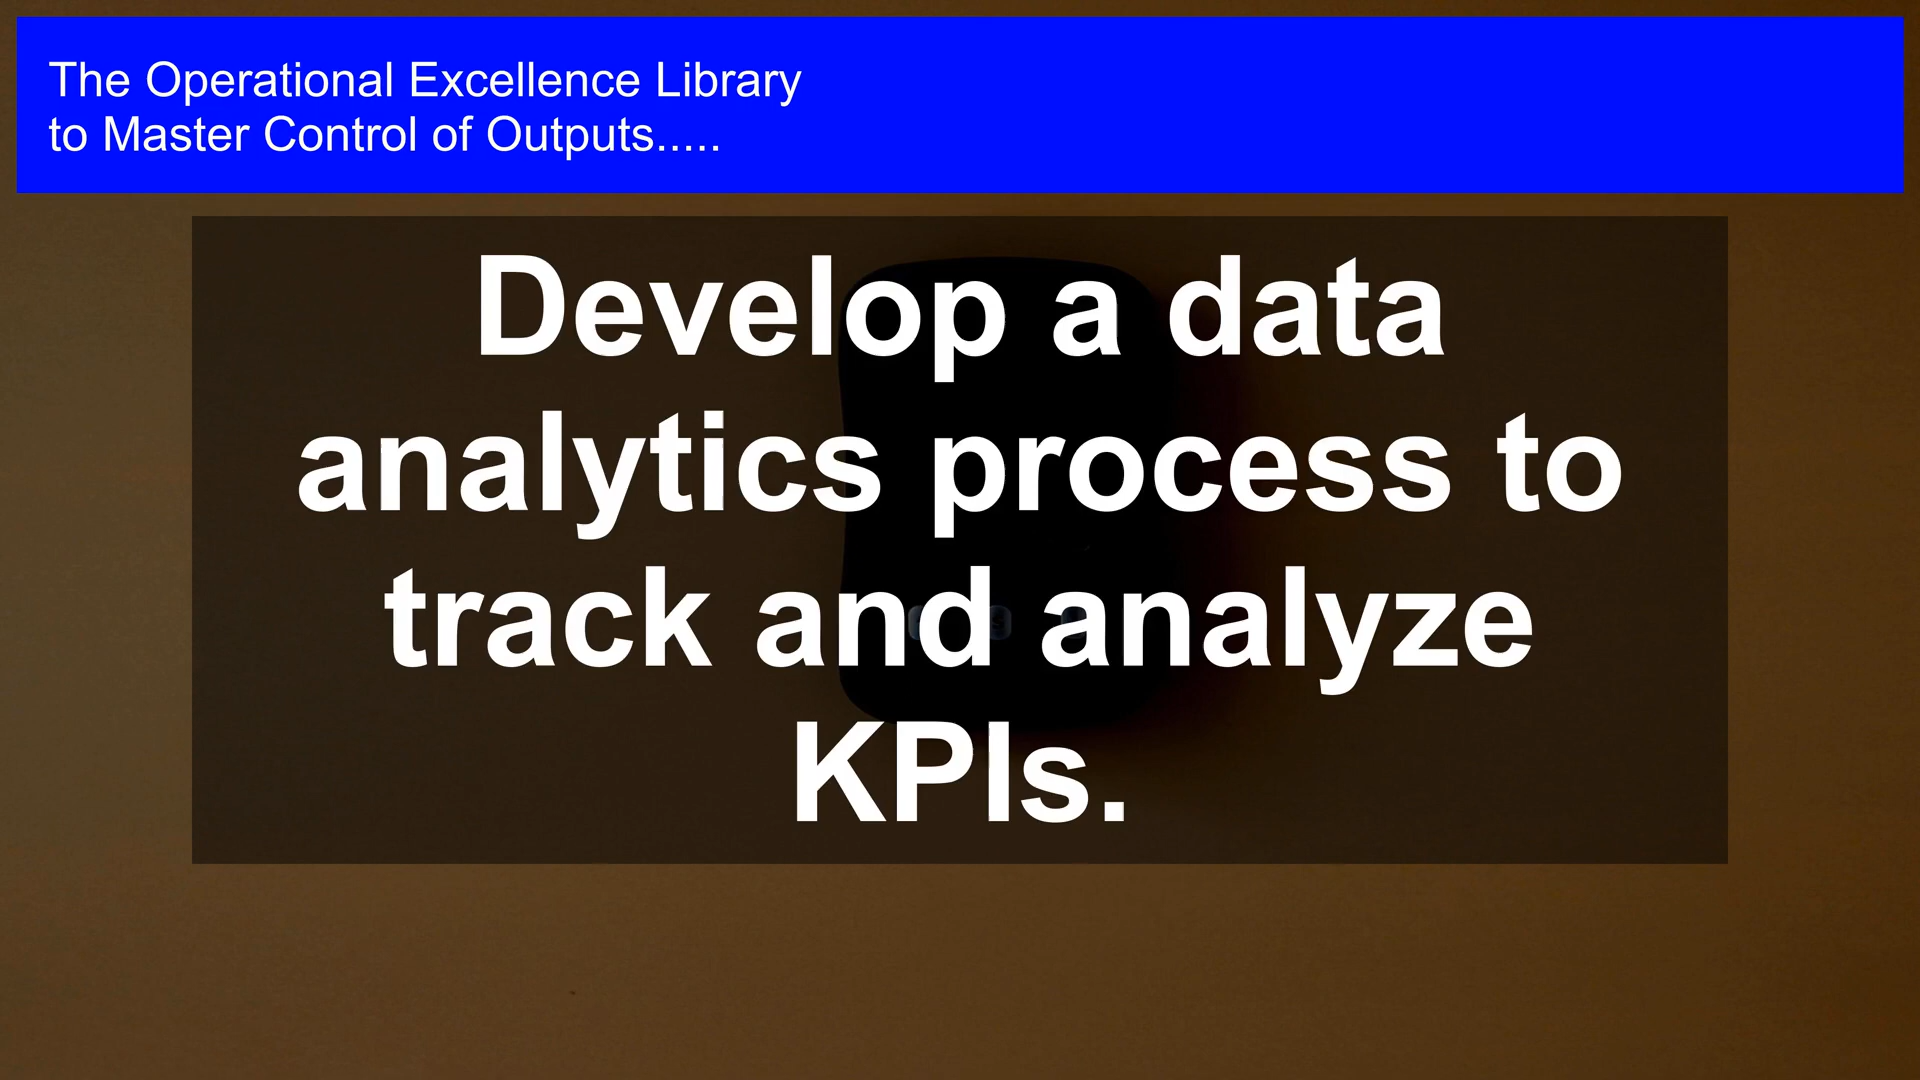 The Operational Excellence Library
to Master Control of Outputs.....
Develop a data
analytics process to
track and analyze
KPIs.